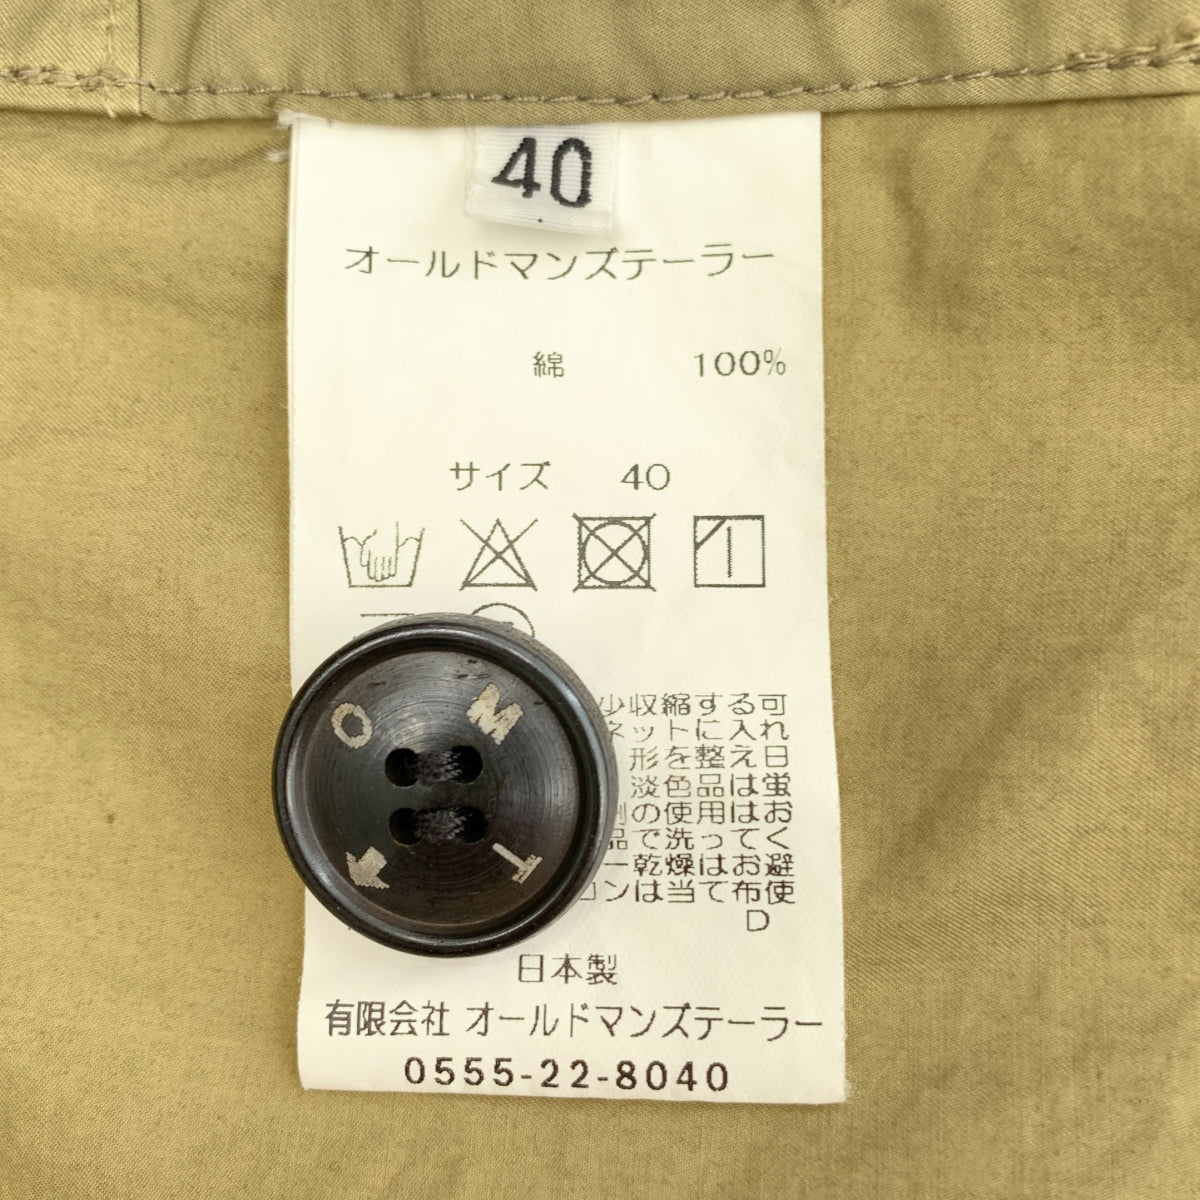 40
オールドマンズテーラー
綿 100%
サイズ 40
少収縮する可
ネットに入れ
形を整え日
淡色品は蛍
剤の使用はお
品で洗ってく
ー乾燥はお避
ロンは当て布使
D
O M
T
日本製
有限会社 オールドマンズテーラー
0555-22-8040